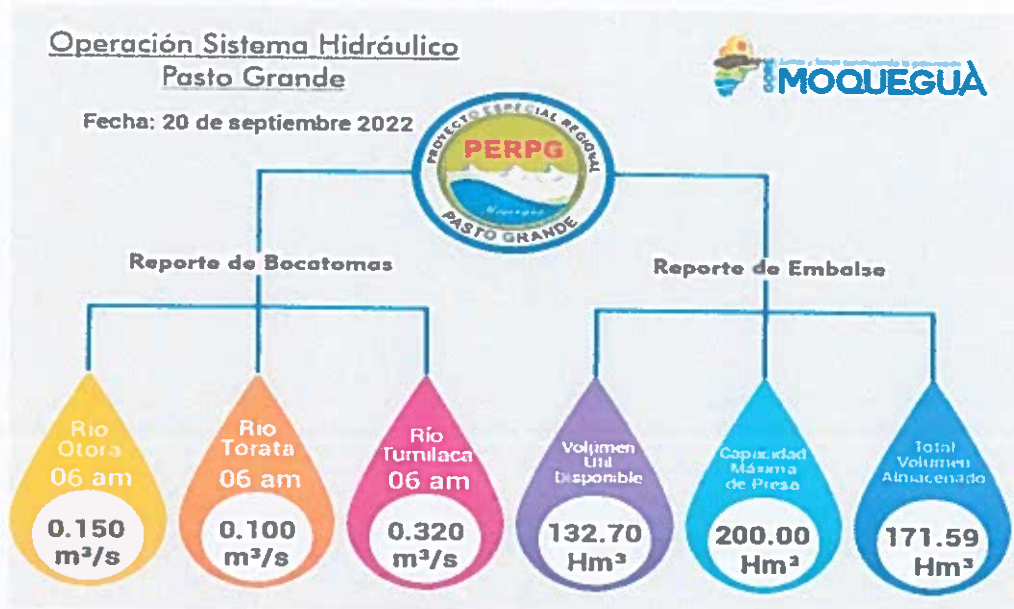 Operación Sistema Hidráulico
Pasto Grande
Fecha: 20 de septiembre 2022
MOQUEGUA
PROYECTO ESPECIAL REGIONAL
PERPG
Moquegua
PASTO GRANDE
Reporte de Bocatomas
Reporte de Embalse
Río
Otora
06 am
0.150
m³/s
Río
Torata
06 am
0.100
m³/s
Río
Tumilaca
06 am
0.320
m³/s
Volúmen
Util
Disponible
132.70
Hm³
Capacidad
Máxima
de Presa
200.00
Hm³
Total
Volumen
Almacenado
171.59
Hm³